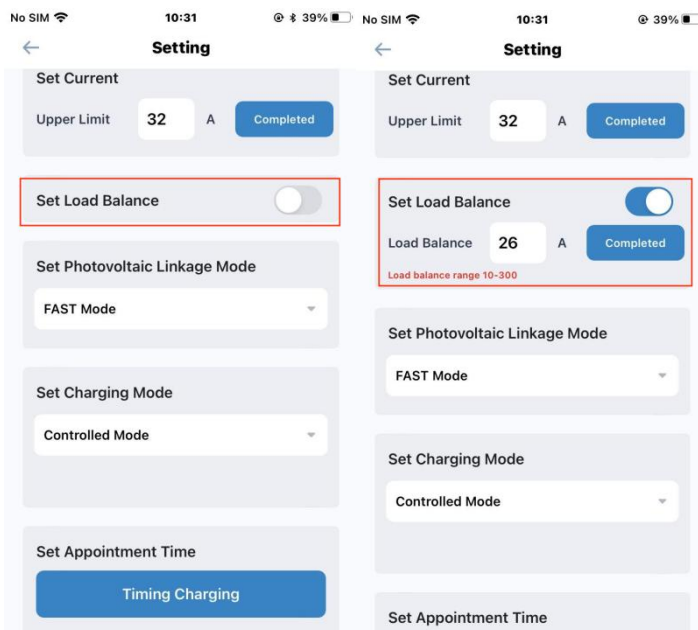 No SIM 10:31 39%
Setting
Set Current
Upper Limit 32 A Completed
Set Load Balance
Set Photovoltaic Linkage Mode
FAST Mode
Set Charging Mode
Controlled Mode
Set Appointment Time
Timing Charging
No SIM 10:31 39%
Setting
Set Current
Upper Limit 32 A Completed
Set Load Balance
Load Balance 26 A Completed
Load balance range 10-300
Set Photovoltaic Linkage Mode
FAST Mode
Set Charging Mode
Controlled Mode
Set Appointment Time